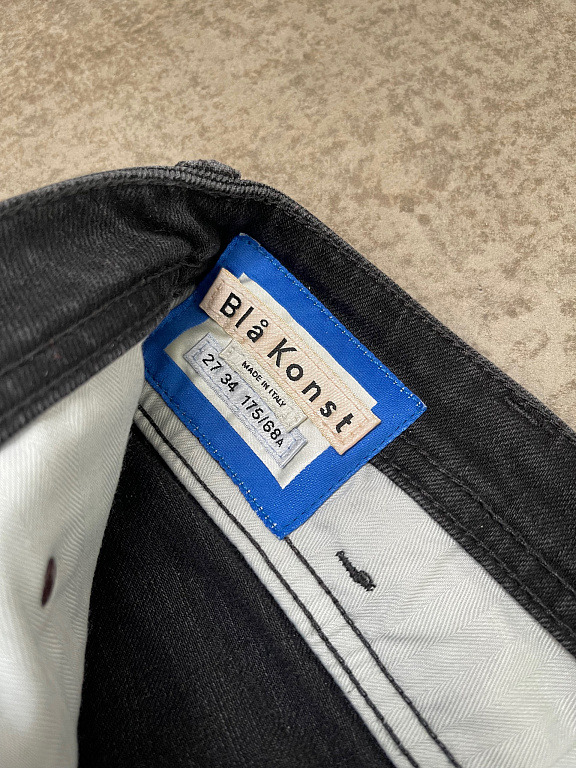 Blå Konst
MADE IN ITALY
27 34 175/68A